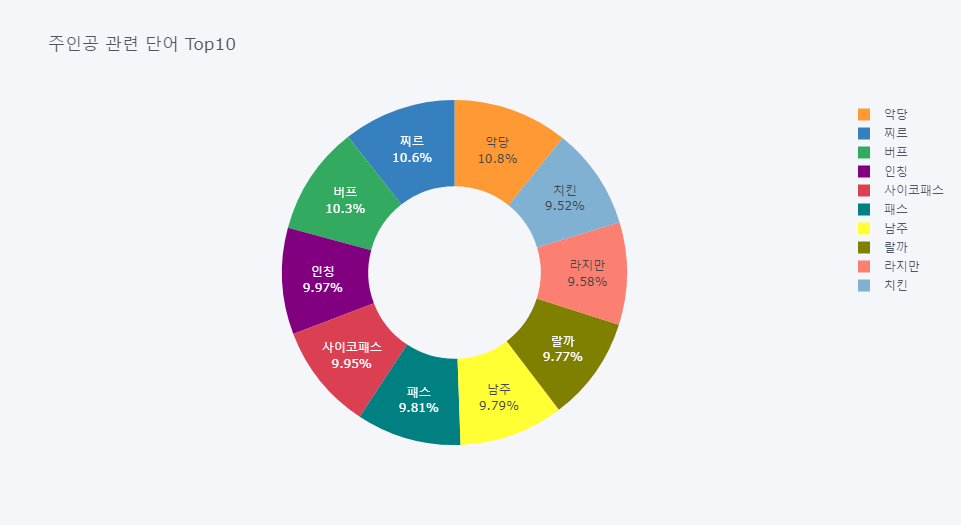 주인공 관련 단어 Top10
악당
10.8%
치킨
9.52%
라지만
9.58%
랄까
9.77%
남주
9.79%
패스
9.81%
사이코패스
9.95%
인칭
9.97%
버프
10.3%
찌르
10.6%
악당
찌르
버프
인칭
사이코패스
패스
남주
랄까
라지만
치킨